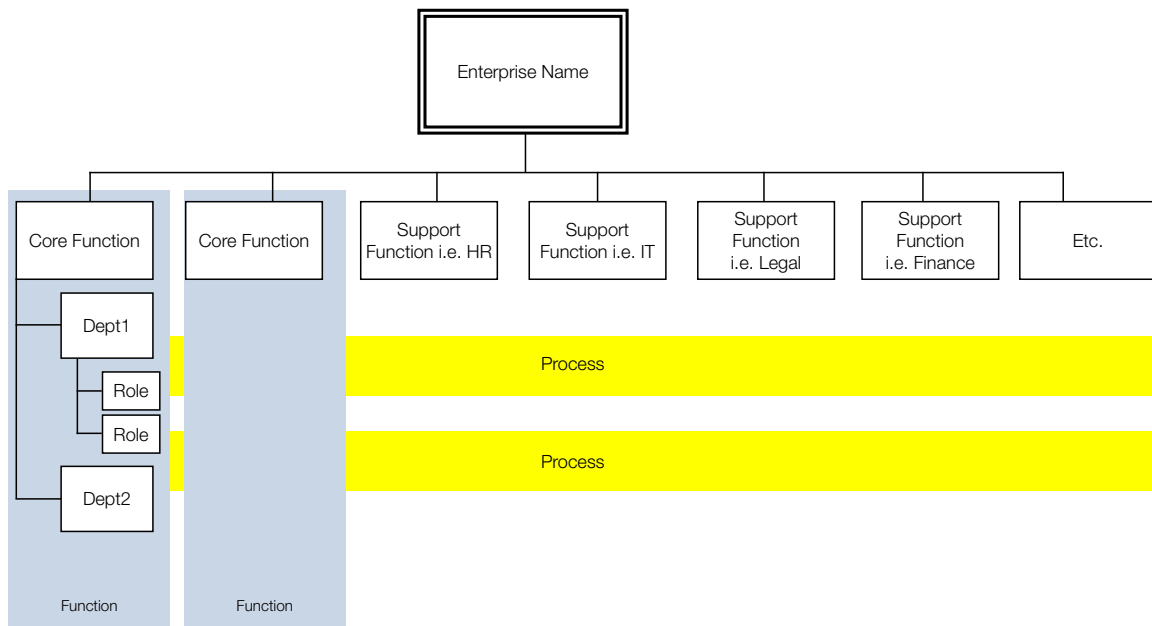 Enterprise Name
Core Function
Core Function
Support
Function i.e. HR
Support
Function i.e. IT
Support
Function
i.e. Legal
Support
Function
i.e. Finance
Etc.
Dept1
Process
Role
Role
Process
Dept2
Function
Function